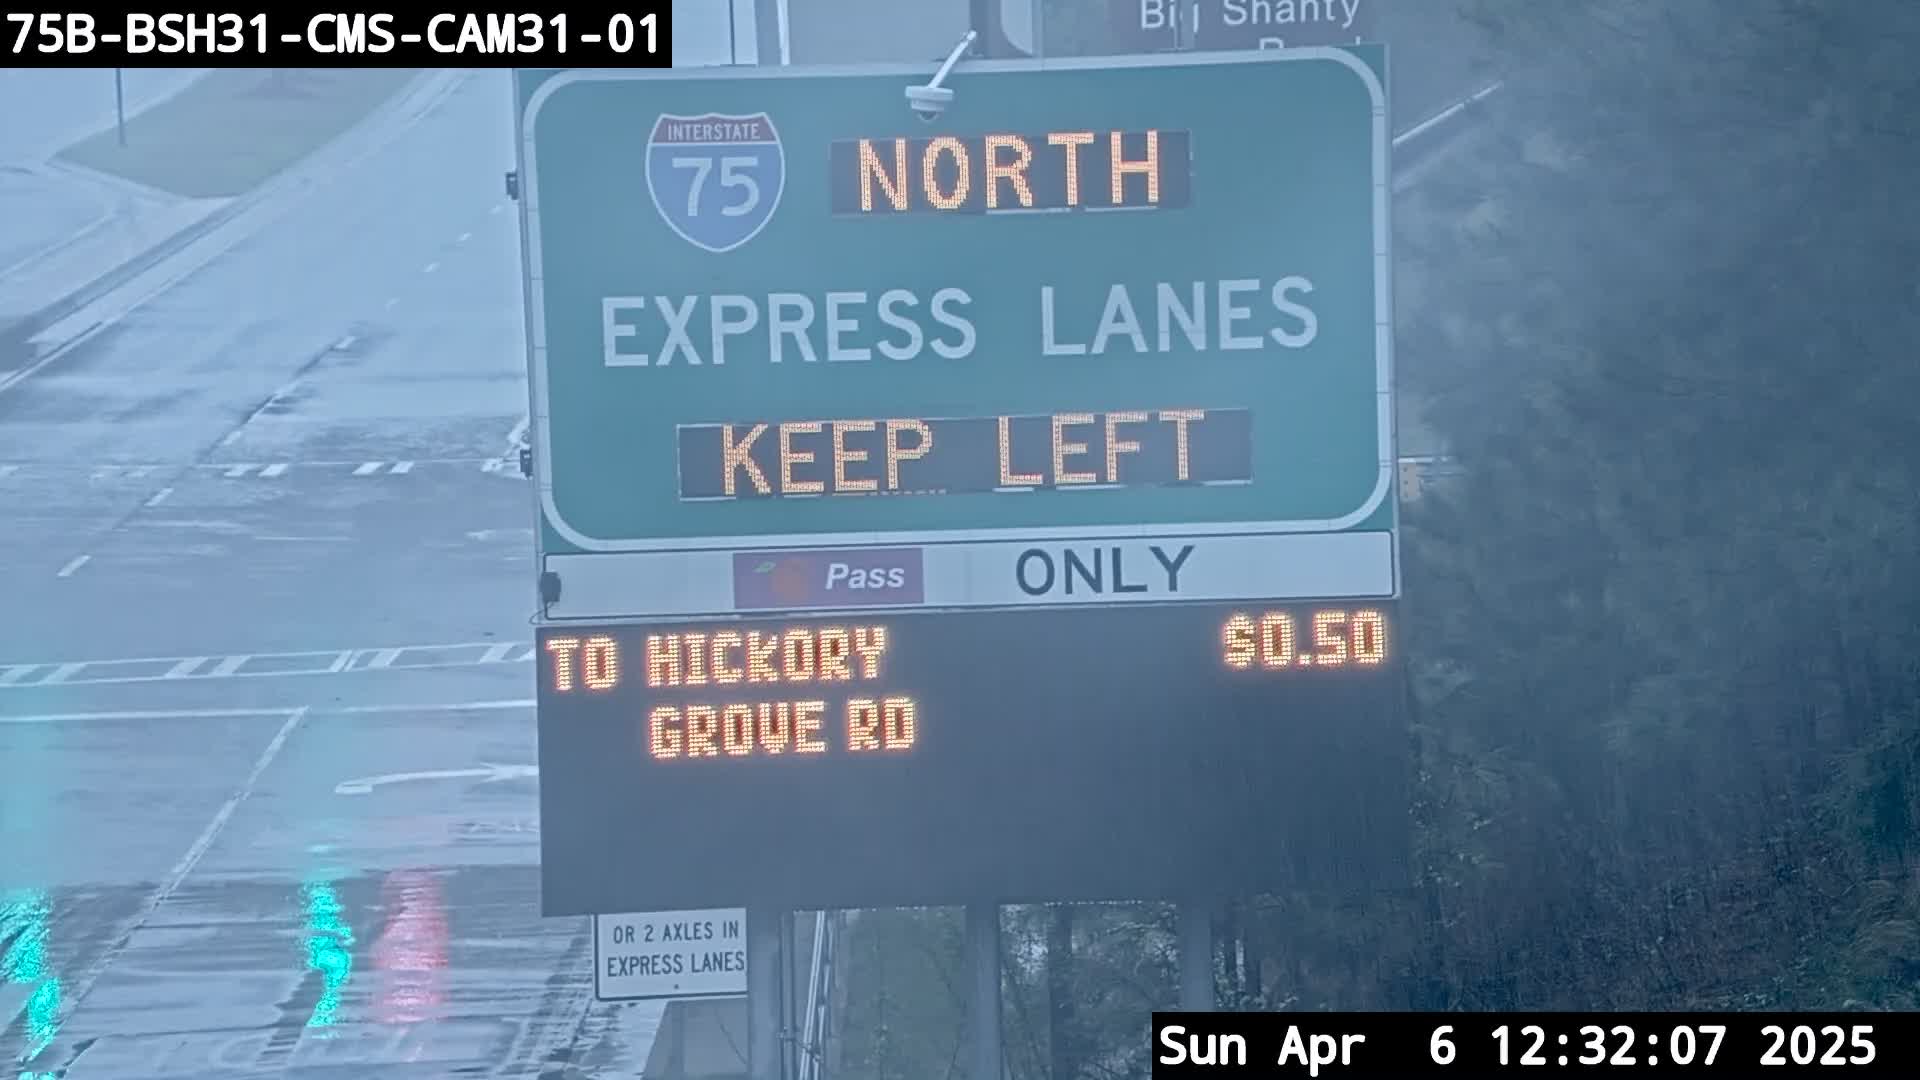 75B-BSH31-CMS-CAM31-01
Big Shanty
INTERSTATE
75
NORTH
EXPRESS LANES
KEEP LEFT
Pass ONLY
TO HICKORY $0.50
GROVE RD
OR 2 AXLES IN
EXPRESS LANES
Sun Apr 6 12:32:07 2025